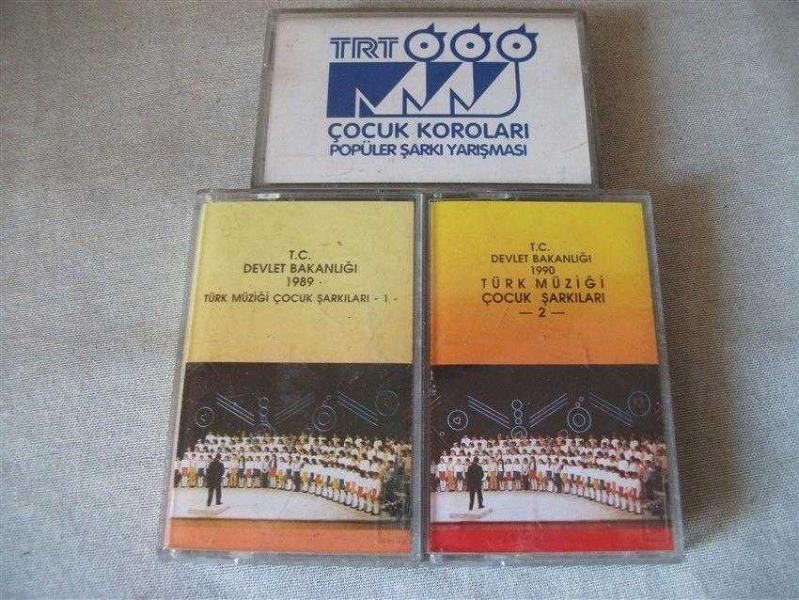 TRT
ÇOCUK KOROLARI
POPÜLER ŞARKI YARIŞMASI
T.C.
DEVLET BAKANLIĞI
1989
TÜRK MÜZİĞİ ÇOCUK ŞARKILARI - 1 -
T.C.
DEVLET BAKANLIĞI
1990
TÜRK MÜZİĞİ
ÇOCUK ŞARKILARI
— 2 —